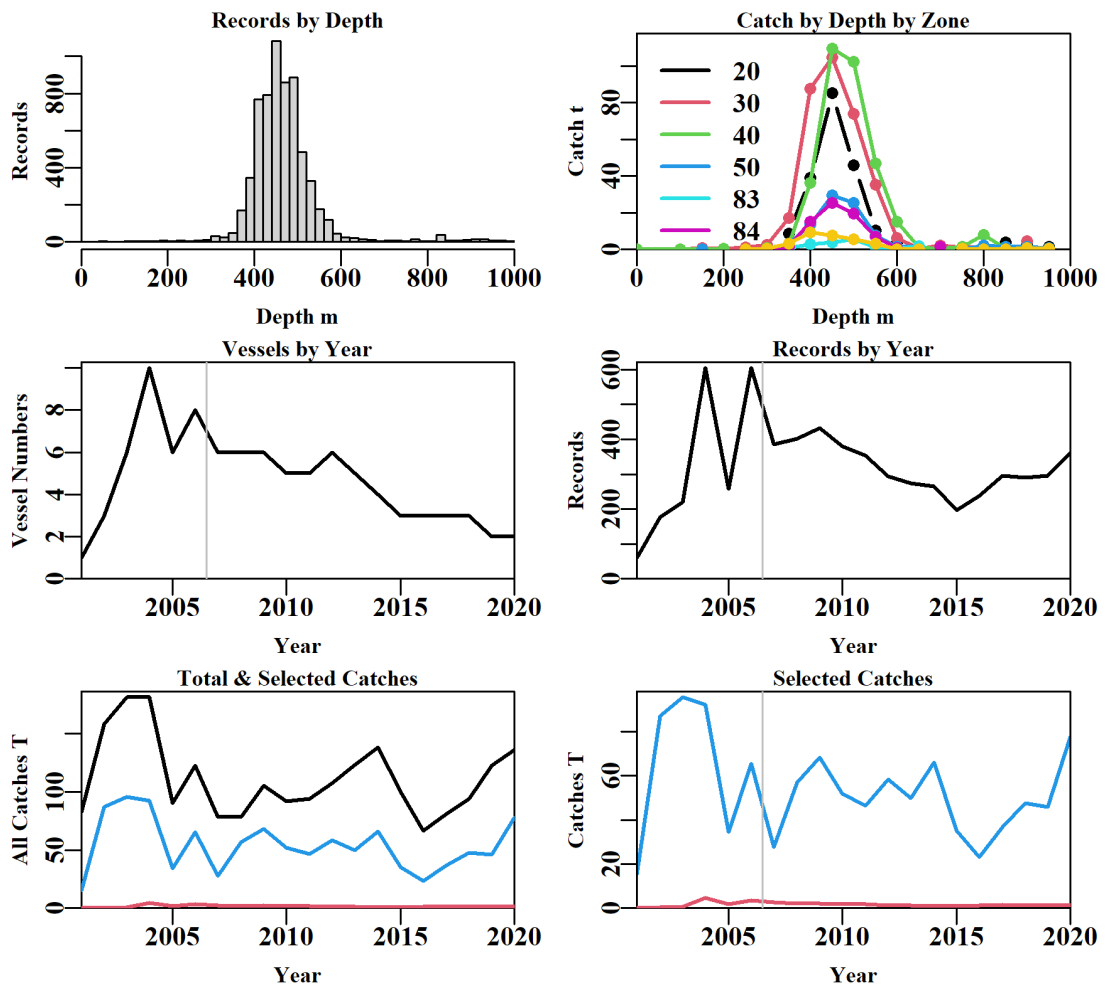 Records by Depth
Records
0 400 800
0 200 400 600 800 1000
Depth m
Catch by Depth by Zone
Catch t
0 40 80
20
30
40
50
83
84
0 200 400 600 800 1000
Depth m
Vessels by Year
Vessel Numbers
0 2 4 6 8
2005 2010 2015 2020
Year
Records by Year
Records
0 200 400 600
2005 2010 2015 2020
Year
Total & Selected Catches
All Catches T
0 50 100
2005 2010 2015 2020
Year
Selected Catches
Catches T
0 20 60
2005 2010 2015 2020
Year